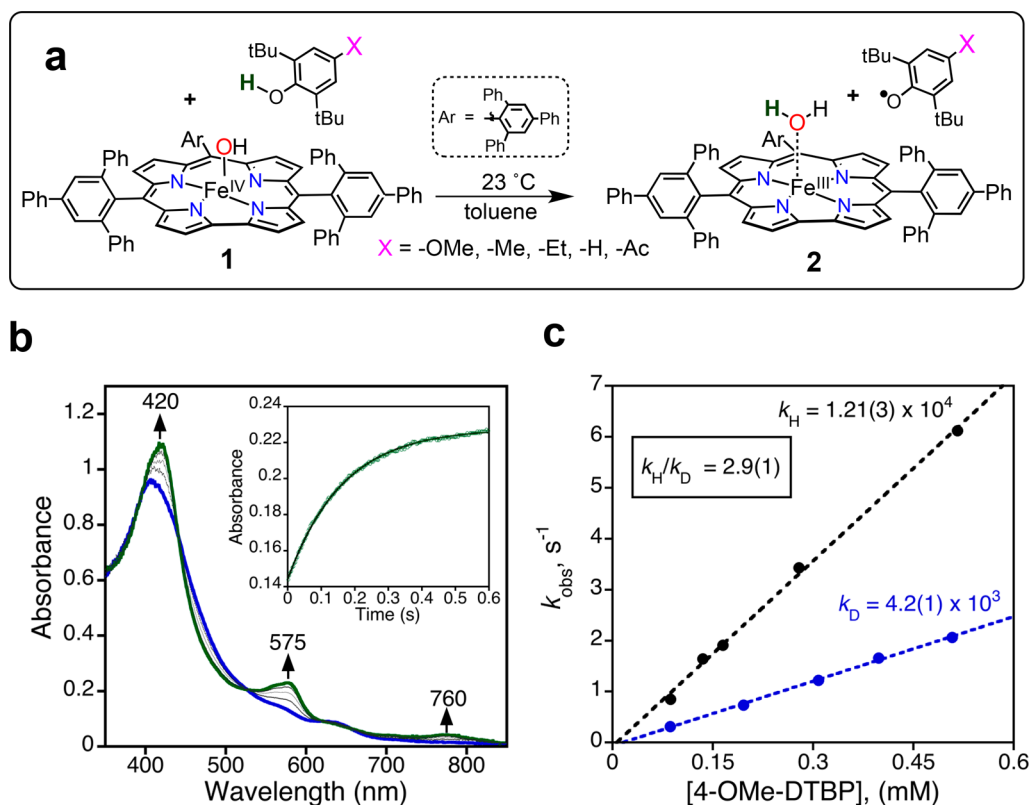 a
tBu
X
H
O
tBu
+
Ar
OH
Ph
Ph
N
Fe^IV
N
N
N
Ph
Ph
Ph
Ph
1
Ar =
Ph
Ph
Ph
23 °C
toluene
X = -OMe, -Me, -Et, -H, -Ac
tBu
X
•O
tBu
+
H
H
O
Ar
Ph
Ph
N
Fe^III
N
N
N
Ph
Ph
Ph
Ph
2
b
420
575
760
1.2
1
0.8
0.6
0.4
0.2
0
Absorbance
400 500 600 700 800
Wavelength (nm)
0.24
0.22
0.2
0.18
0.16
0.14
Absorbance
0 0.1 0.2 0.3 0.4 0.5 0.6
Time (s)
c
7
6
5
4
3
2
1
0
k_obs, s⁻¹
k_H = 1.21(3) x 10⁴
k_H/k_D = 2.9(1)
k_D = 4.2(1) x 10³
0 0.15 0.3 0.45 0.6
[4-OMe-DTBP], (mM)